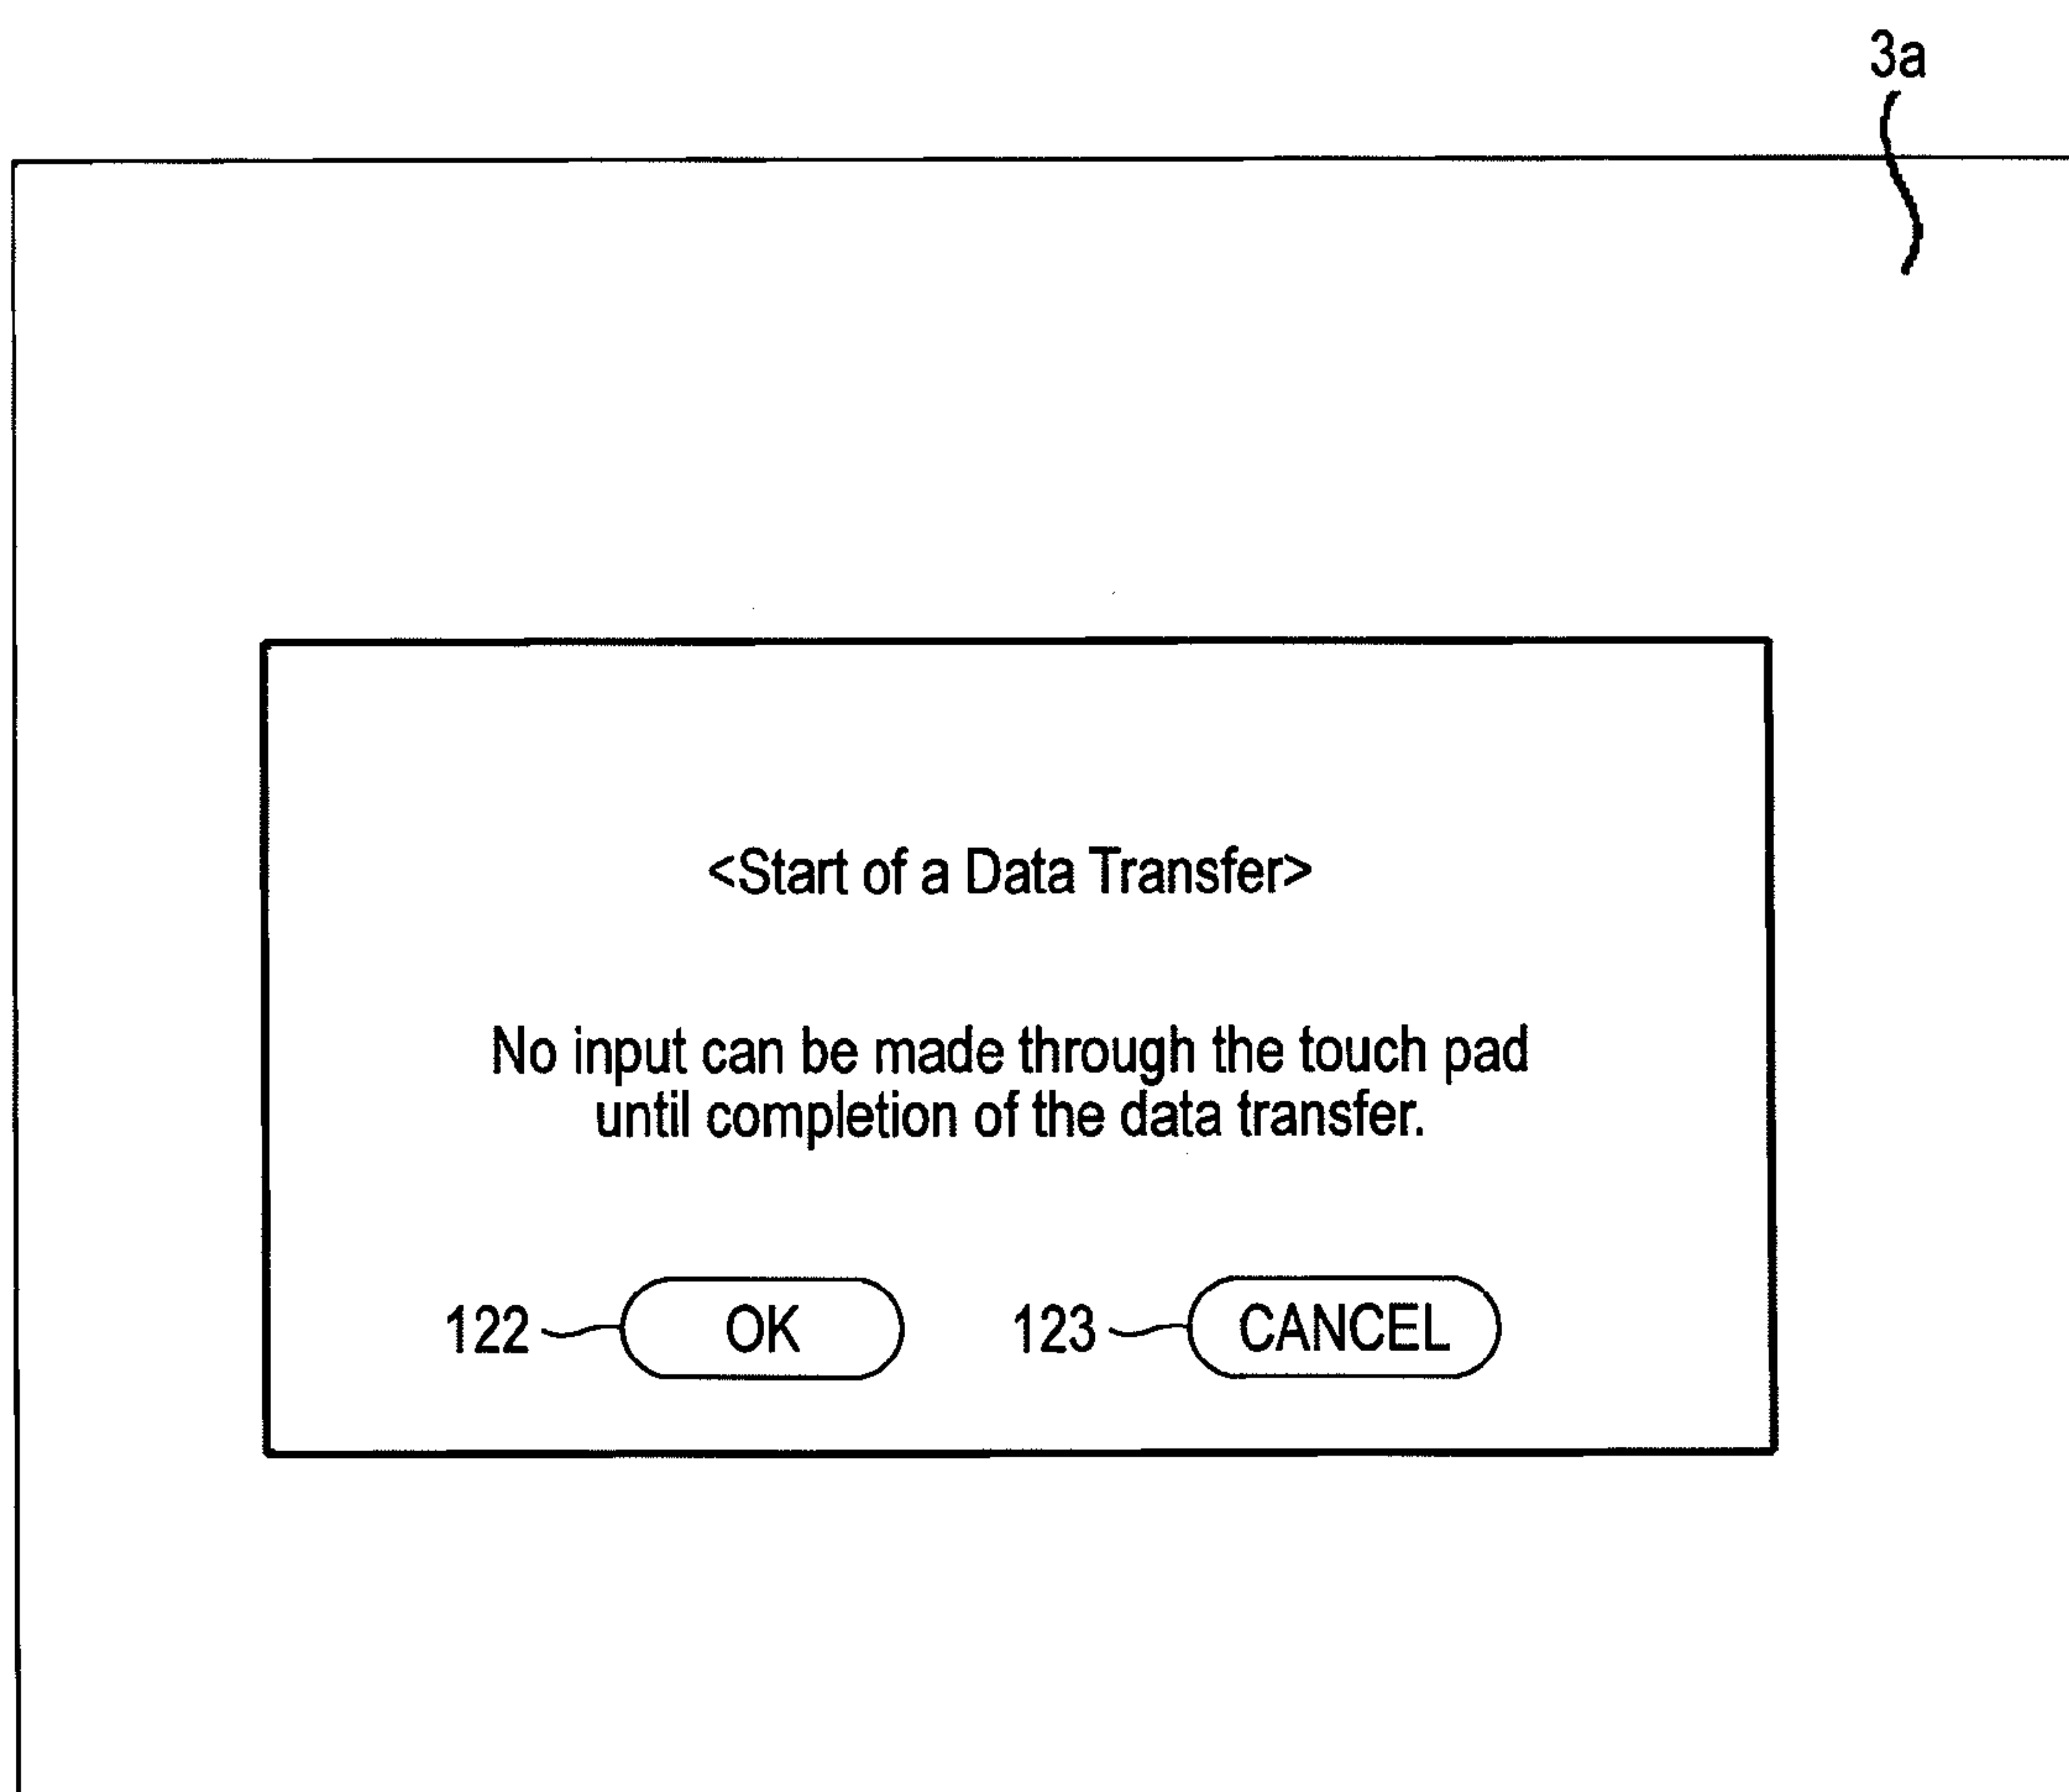 3a
<Start of a Data Transfer>
No input can be made through the touch pad
until completion of the data transfer.
122 OK 123 CANCEL